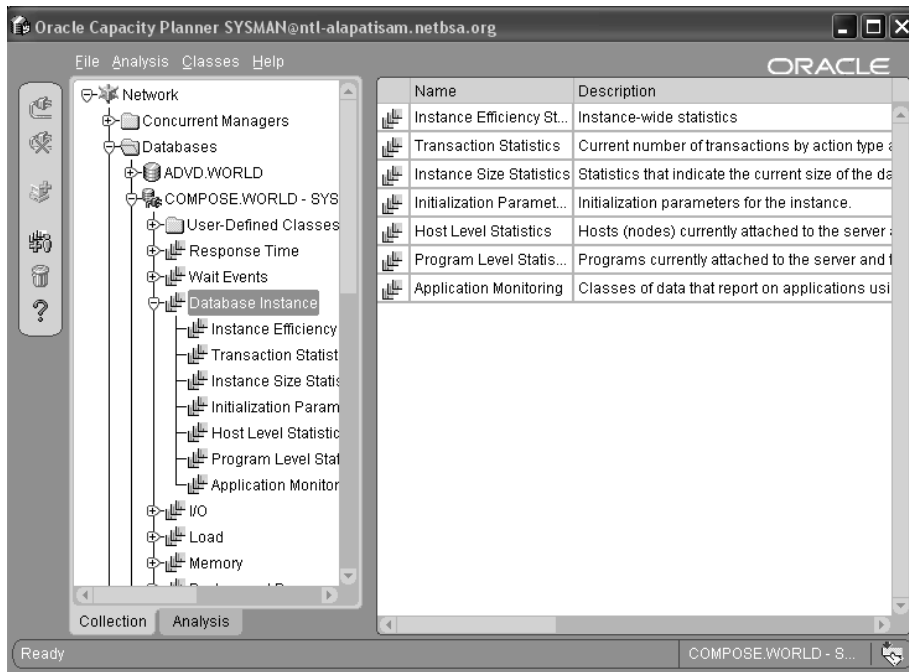 Oracle Capacity Planner SYSMAN@ntl-alapatisam.netbsa.org
File Analysis Classes Help
ORACLE
Network
Concurrent Managers
Databases
ADVD.WORLD
COMPOSE.WORLD - SYS
User-Defined Classes
Response Time
Wait Events
Database Instance
Instance Efficiency
Transaction Statist
Instance Size Statis
Initialization Param
Host Level Statistic
Program Level Stat
Application Monitor
I/O
Load
Memory
Collection Analysis
Name Description
Instance Efficiency St... Instance-wide statistics
Transaction Statistics Current number of transactions by action type a
Instance Size Statistics Statistics that indicate the current size of the da
Initialization Paramet... Initialization parameters for the instance.
Host Level Statistics Hosts (nodes) currently attached to the server
Program Level Statis... Programs currently attached to the server and
Application Monitoring Classes of data that report on applications usi
Ready COMPOSE.WORLD - S...